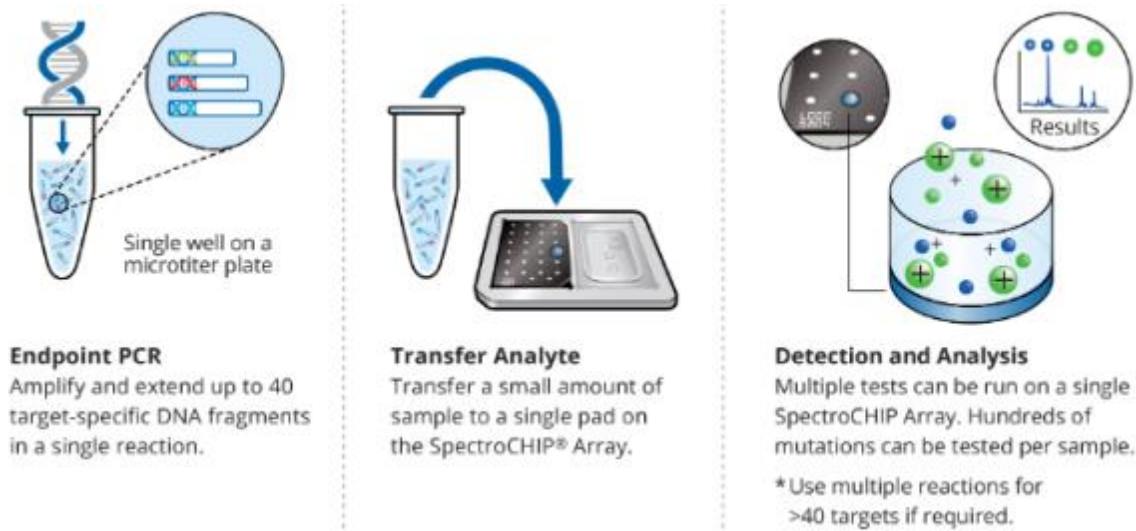 Single well on a
microtiter plate
Endpoint PCR
Amplify and extend up to 40
target-specific DNA fragments
in a single reaction.
Transfer Analyte
Transfer a small amount of
sample to a single pad on
the SpectroCHIP® Array.
Results
Detection and Analysis
Multiple tests can be run on a single
SpectroCHIP Array. Hundreds of
mutations can be tested per sample.
*Use multiple reactions for
>40 targets if required.